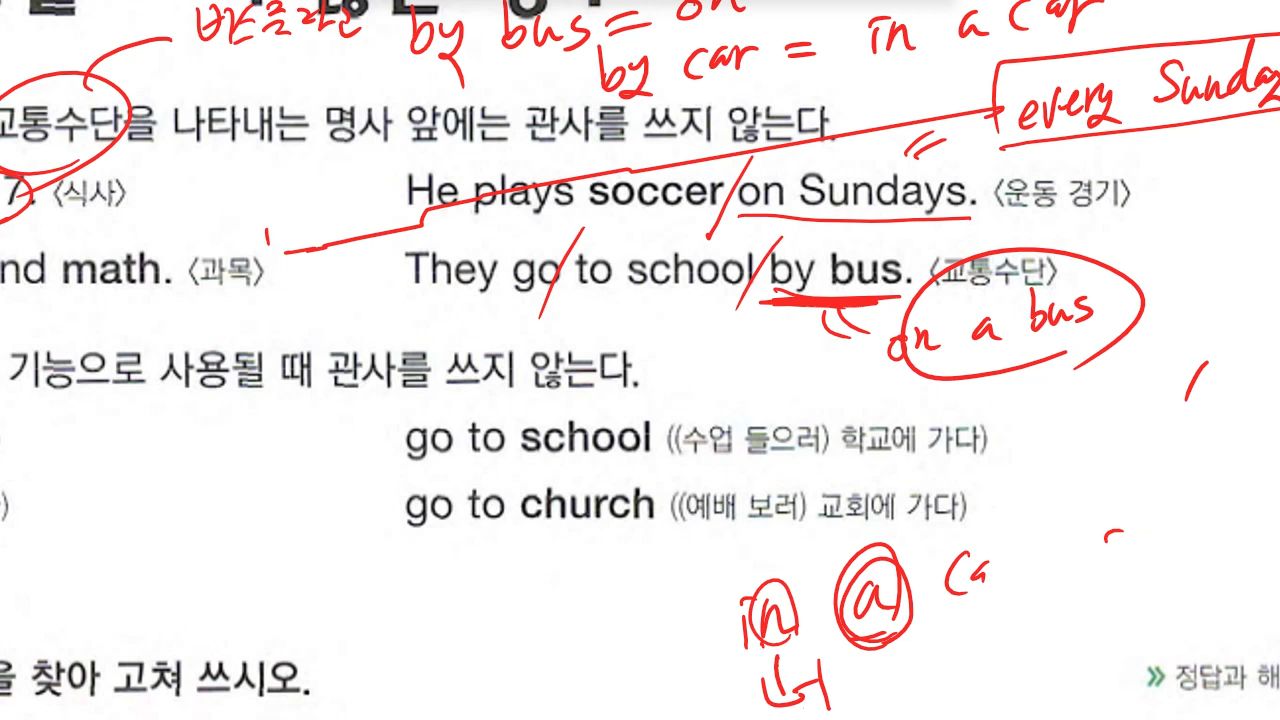 by bus = on
by car = in a car
every Sunday
교통수단을 나타내는 명사 앞에는 관사를 쓰지 않는다.
7. <식사> He plays soccer on Sundays. <운동 경기>
nd math. <과목> They go to school by bus. <교통수단>
on a bus
기능으로 사용될 때 관사를 쓰지 않는다.
go to school ((수업 들으러) 학교에 가다)
go to church ((예배 보러) 교회에 가다)
in a ca
을 찾아 고쳐 쓰시오.
» 정답과 해